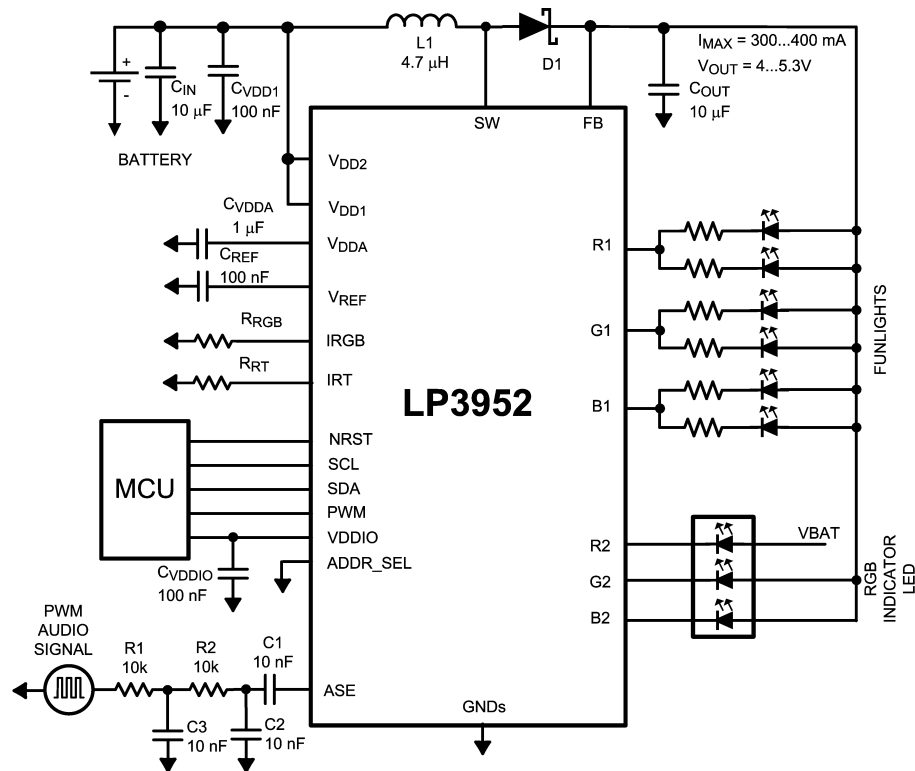 L1
4.7 μH
D1
IMAX = 300...400 mA
VOUT = 4...5.3V
+
-
CIN
10 μF
CVDD1
100 nF
COUT
10 μF
BATTERY
SW
FB
VDD2
VDD1
CVDDA
1 μF
VDDA
CREF
100 nF
VREF
RRGB
IRGB
RRT
IRT
LP3952
R1
G1
B1
FUNLIGHTS
MCU
NRST
SCL
SDA
PWM
VDDIO
ADDR_SEL
CVDDIO
100 nF
R2
G2
B2
VBAT
RGB
INDICATOR
LED
PWM
AUDIO
SIGNAL
R1
10k
R2
10k
C1
10 nF
ASE
C3
10 nF
C2
10 nF
GNDs